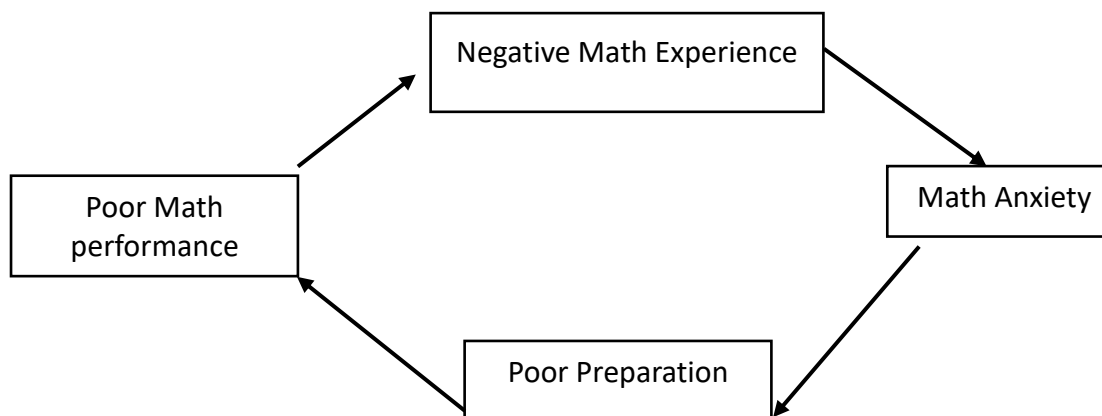 Negative Math Experience
Math Anxiety
Poor Math
performance
Poor Preparation